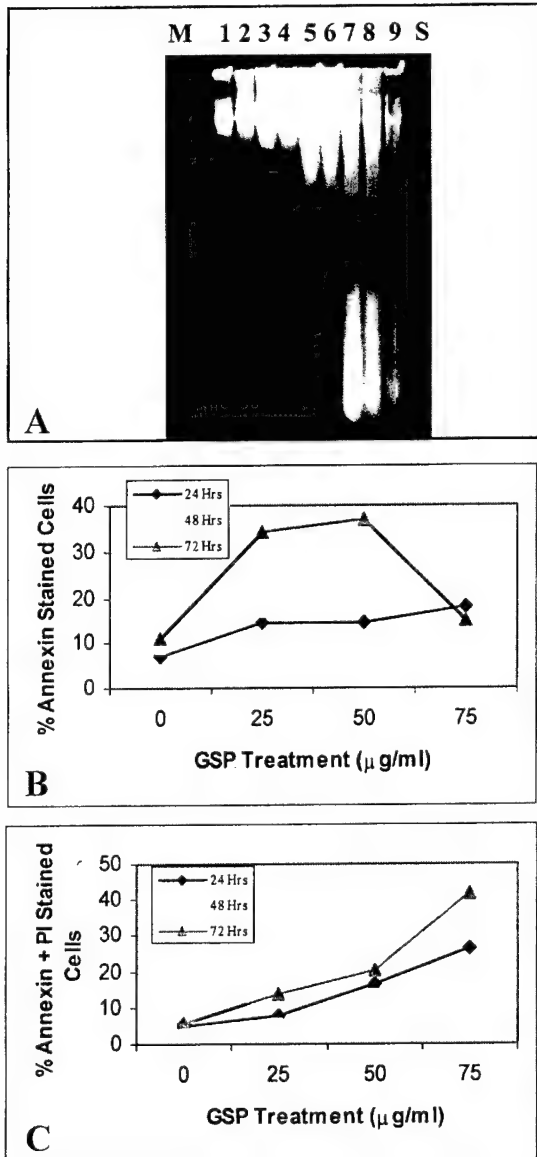 M 1 2 3 4 5 6 7 8 9 S
A
% Annexin Stained Cells
40
30
20
10
0
24 Hrs
48 Hrs
72 Hrs
0 25 50 75
GSP Treatment (μg/ml)
B
% Annexin + PI Stained
Cells
50
40
30
20
10
0
24 Hrs
48 Hrs
72 Hrs
0 25 50 75
GSP Treatment (μg/ml)
C